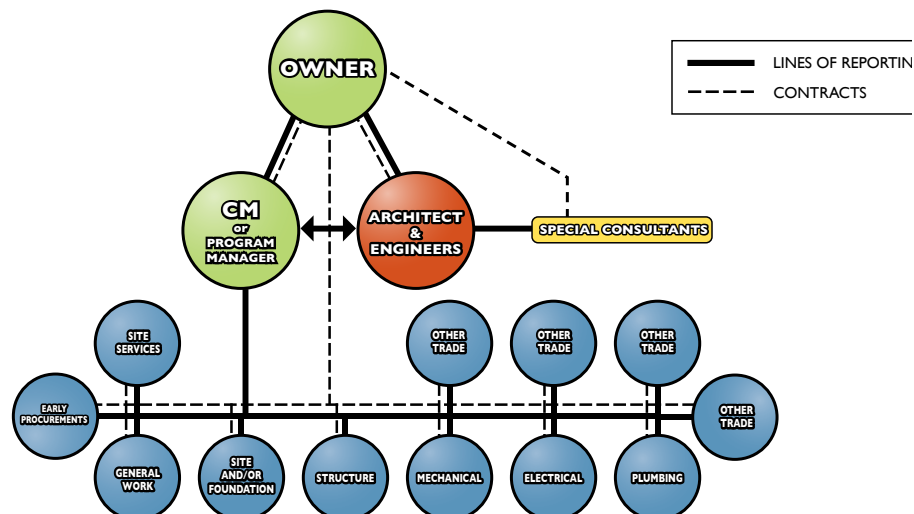 OWNER
LINES OF REPORTIN
CONTRACTS
CM
or
PROGRAM
MANAGER
ARCHITECT
&
ENGINEERS
SPECIAL CONSULTANTS
SITE
SERVICES
OTHER
TRADE
OTHER
TRADE
OTHER
TRADE
EARLY
PROCUREMENTS
OTHER
TRADE
GENERAL
WORK
SITE
AND/OR
FOUNDATION
STRUCTURE
MECHANICAL
ELECTRICAL
PLUMBING